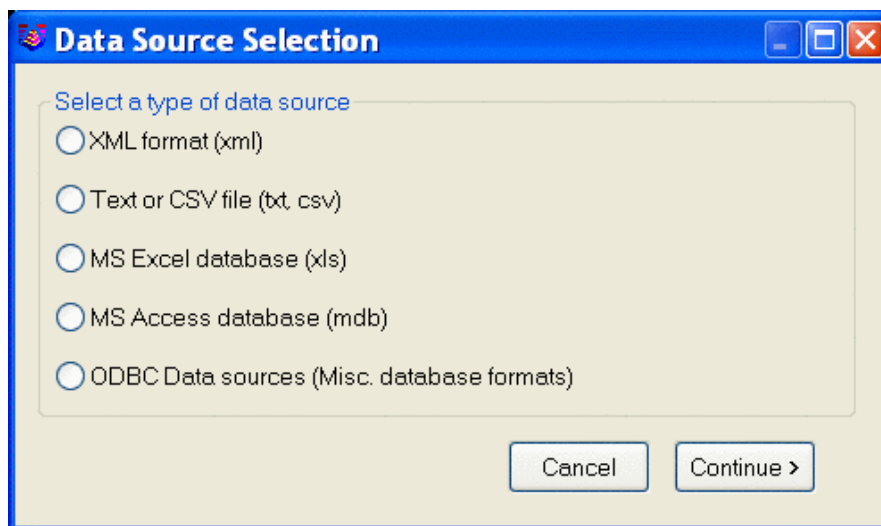 Data Source Selection
Select a type of data source
XML format (xml)
Text or CSV file (txt, csv)
MS Excel database (xls)
MS Access database (mdb)
ODBC Data sources (Misc. database formats)
Cancel
Continue >